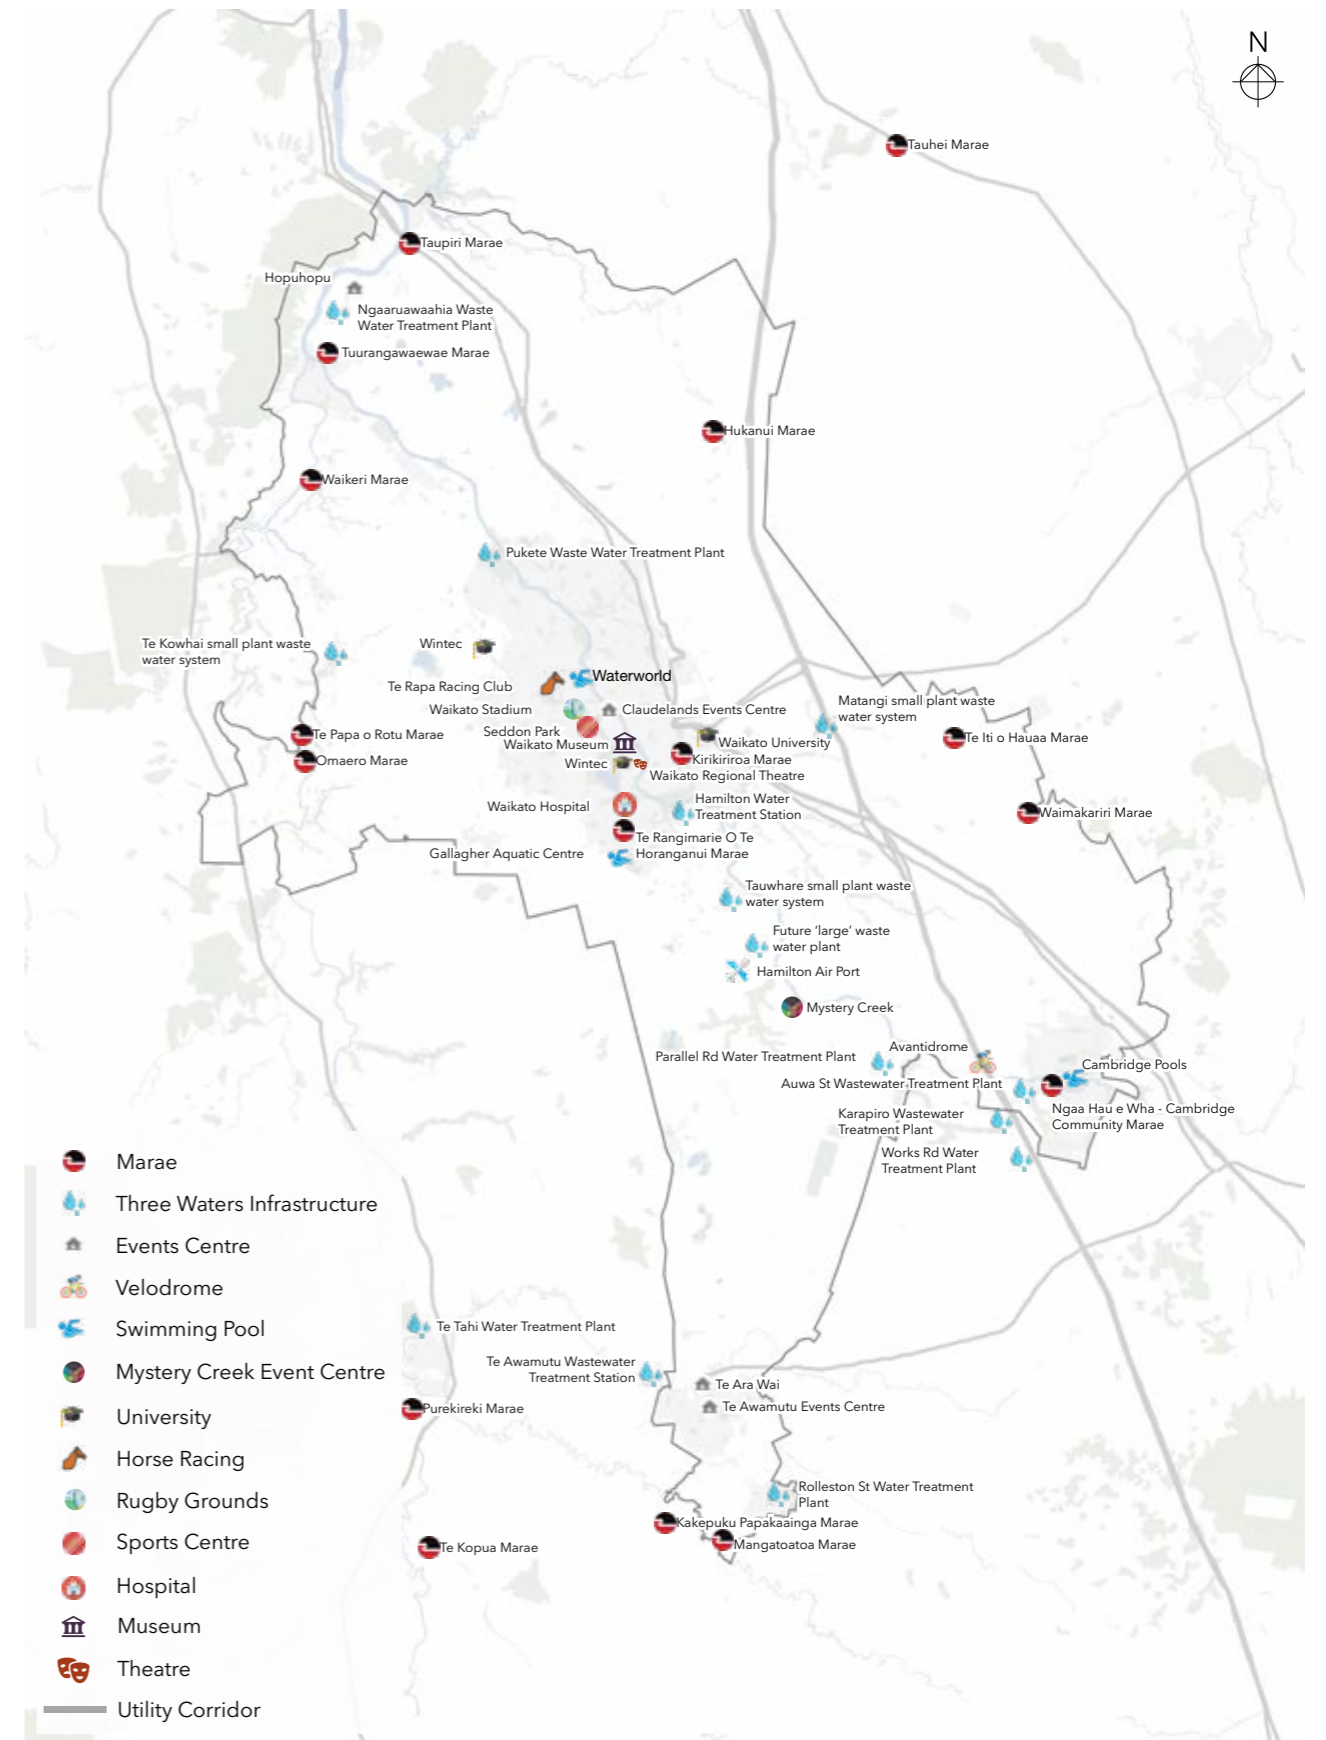 N
Tauhei Marae
Taupiri Marae
Hopuhopu
Ngaaruawaahia Waste
Water Treatment Plant
Tuurangawaewae Marae
Hukanui Marae
Waikeri Marae
Pukete Waste Water Treatment Plant
Te Kowhai small plant waste
water system
Wintec
Waterworld
Te Rapa Racing Club
Waikato Stadium
Claudelands Events Centre
Matangi small plant waste
water system
Seddon Park
Waikato Museum
Waikato University
Te Iti o Hauaa Marae
Te Papa o Rotu Marae
Omaero Marae
Kirikiriroa Marae
Wintec
Waikato Regional Theatre
Waikato Hospital
Hamilton Water
Treatment Station
Waimakariri Marae
Te Rangimarie O Te
Horanganui Marae
Gallagher Aquatic Centre
Tauwhare small plant waste
water system
Future ‘large’ waste
water plant
Hamilton Air Port
Mystery Creek
Avantidrome
Parallel Rd Water Treatment Plant
Cambridge Pools
Auwa St Wastewater Treatment Plant
Ngaa Hau e Wha - Cambridge
Community Marae
Karapiro Wastewater
Treatment Plant
Works Rd Water
Treatment Plant
Te Tahi Water Treatment Plant
Te Awamutu Wastewater
Treatment Station
Te Ara Wai
Te Awamutu Events Centre
Purekireki Marae
Rolleston St Water Treatment
Plant
Kakepuku Papakaainga Marae
Mangatoatoa Marae
Te Kopua Marae
Marae
Three Waters Infrastructure
Events Centre
Velodrome
Swimming Pool
Mystery Creek Event Centre
University
Horse Racing
Rugby Grounds
Sports Centre
Hospital
Museum
Theatre
Utility Corridor